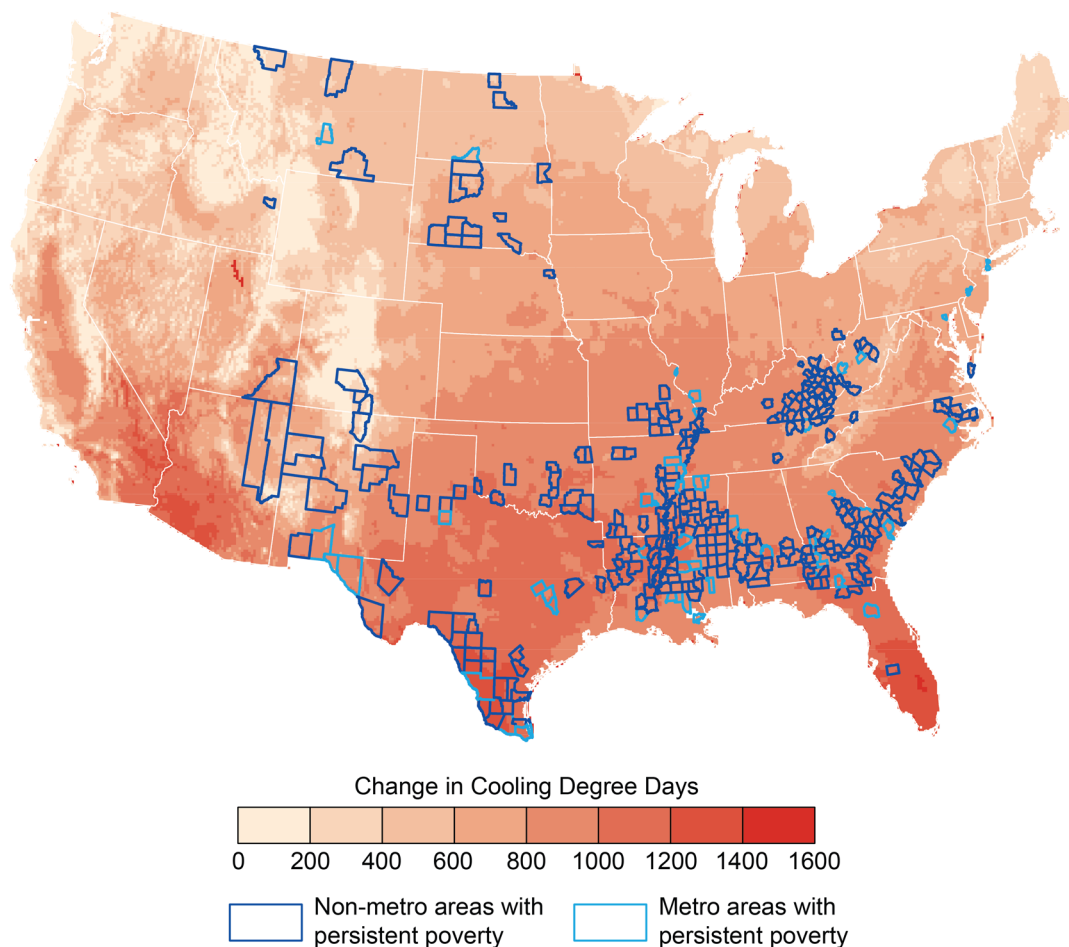 Change in Cooling Degree Days
0 200 400 600 800 1000 1200 1400 1600
Non-metro areas with
persistent poverty
Metro areas with
persistent poverty